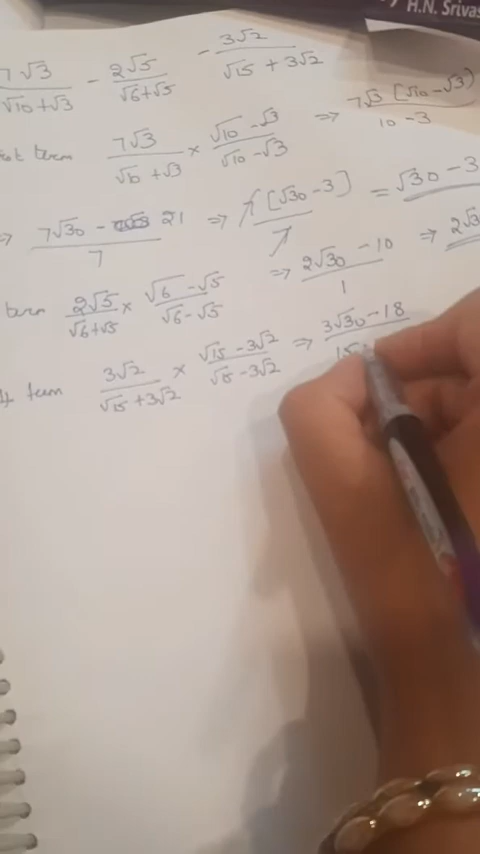 H.N. Srivas
7√3/√10+√3 - 2√5/√6+√5 - 3√2/√15+3√2
st term 7√3/√10+√3 × √10-√3/√10-√3 ⇒ 7√3[√10-√3]/10-3
⇒ 7√30 - 21/7 ⇒ 7[√30-3]/7 = √30-3
term 2√5/√6+√5 × √6-√5/√6-√5 ⇒ 2√30-10/1 ⇒ 2√3
term 3√2/√15+3√2 × √15-3√2/√15-3√2 ⇒ 3√30-18/15